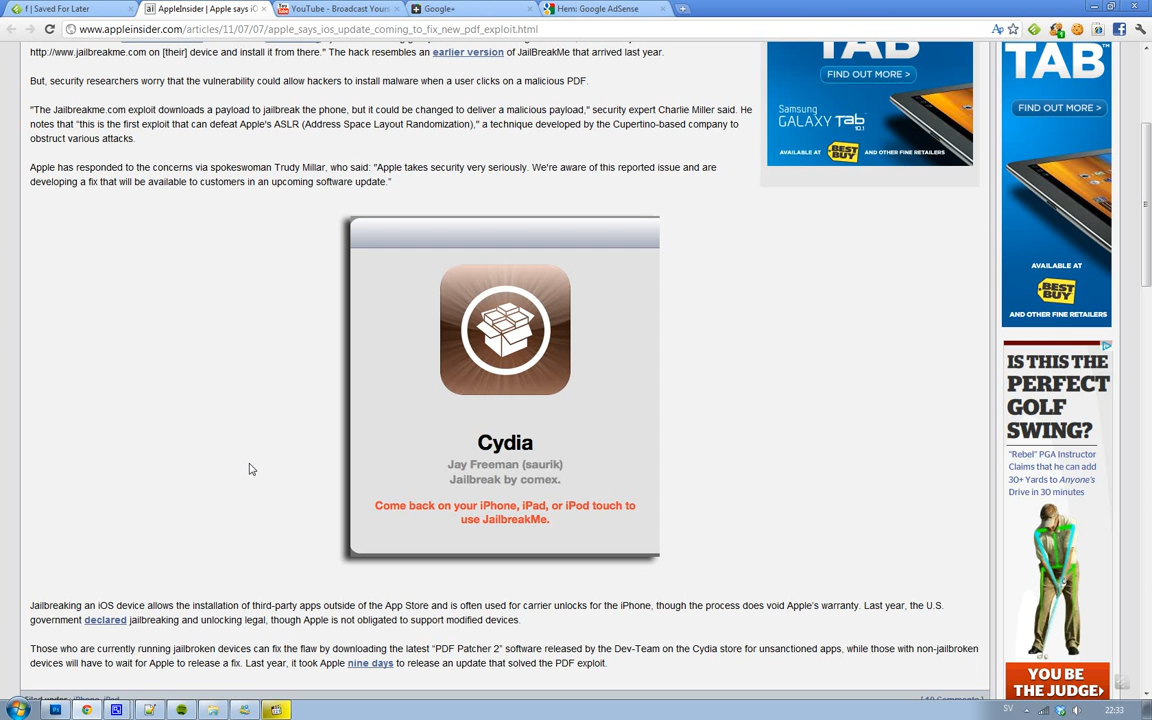 f | Saved For Later
AppleInsider | Apple says iO
YouTube - Broadcast Yours
Google+
Hem: Google AdSense
www.appleinsider.com/articles/11/07/07/apple_says_ios_update_coming_to_fix_new_pdf_exploit.html
http://www.jailbreakme.com on [their] device and install it from there." The hack resembles an earlier version of JailBreakMe that arrived last year.
But, security researchers worry that the vulnerability could allow hackers to install malware when a user clicks on a malicious PDF.
"The Jailbreakme.com exploit downloads a payload to jailbreak the phone, but it could be changed to deliver a malicious payload," security expert Charlie Miller said. He
notes that "this is the first exploit that can defeat Apple's ASLR (Address Space Layout Randomization)," a technique developed by the Cupertino-based company to
obstruct various attacks.
Apple has responded to the concerns via spokeswoman Trudy Millar, who said: "Apple takes security very seriously. We're aware of this reported issue and are
developing a fix that will be available to customers in an upcoming software update."
TAB
FIND OUT MORE >
Samsung
GALAXY Tab
10.1
AVAILABLE AT BEST BUY AND OTHER FINE RETAILERS
TAB™
FIND OUT MORE >
AVAILABLE AT
BEST BUY
AND OTHER FINE RETAILERS
Cydia
Jay Freeman (saurik)
Jailbreak by comex.
Come back on your iPhone, iPad, or iPod touch to
use JailbreakMe.
IS THIS THE
PERFECT
GOLF
SWING?
"Rebel" PGA Instructor
Claims that he can add
30+ Yards to Anyone's
Drive in 30 minutes
YOU BE
THE JUDGE›
Jailbreaking an iOS device allows the installation of third-party apps outside of the App Store and is often used for carrier unlocks for the iPhone, though the process does void Apple's warranty. Last year, the U.S.
government declared jailbreaking and unlocking legal, though Apple is not obligated to support modified devices.
Those who are currently running jailbroken devices can fix the flaw by downloading the latest "PDF Patcher 2" software released by the Dev-Team on the Cydia store for unsanctioned apps, while those with non-jailbroken
devices will have to wait for Apple to release a fix. Last year, it took Apple nine days to release an update that solved the PDF exploit.
SV
22:33